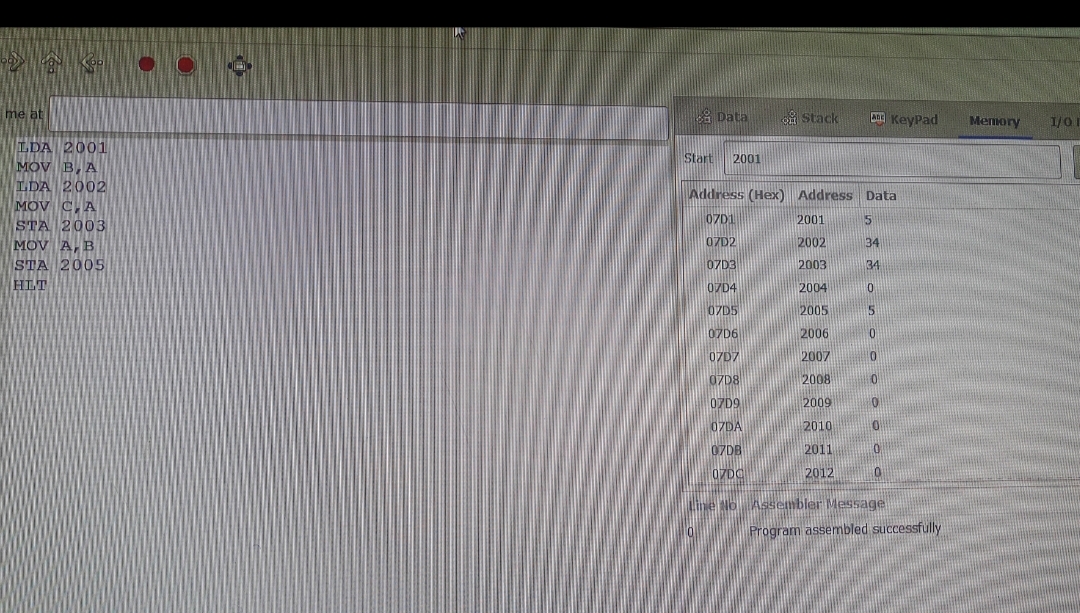 me at
LDA 2001
MOV B,A
LDA 2002
MOV C,A
STA 2003
MOV A,B
STA 2005
HLT
Data Stack KeyPad Memory I/O
Start 2001
Address (Hex) Address Data
07D1 2001 5
07D2 2002 34
07D3 2003 34
07D4 2004 0
07D5 2005 5
07D6 2006 0
07D7 2007 0
07D8 2008 0
07D9 2009 0
07DA 2010 0
07DB 2011 0
07DC 2012 0
Line No Assembler Message
0 Program assembled successfully